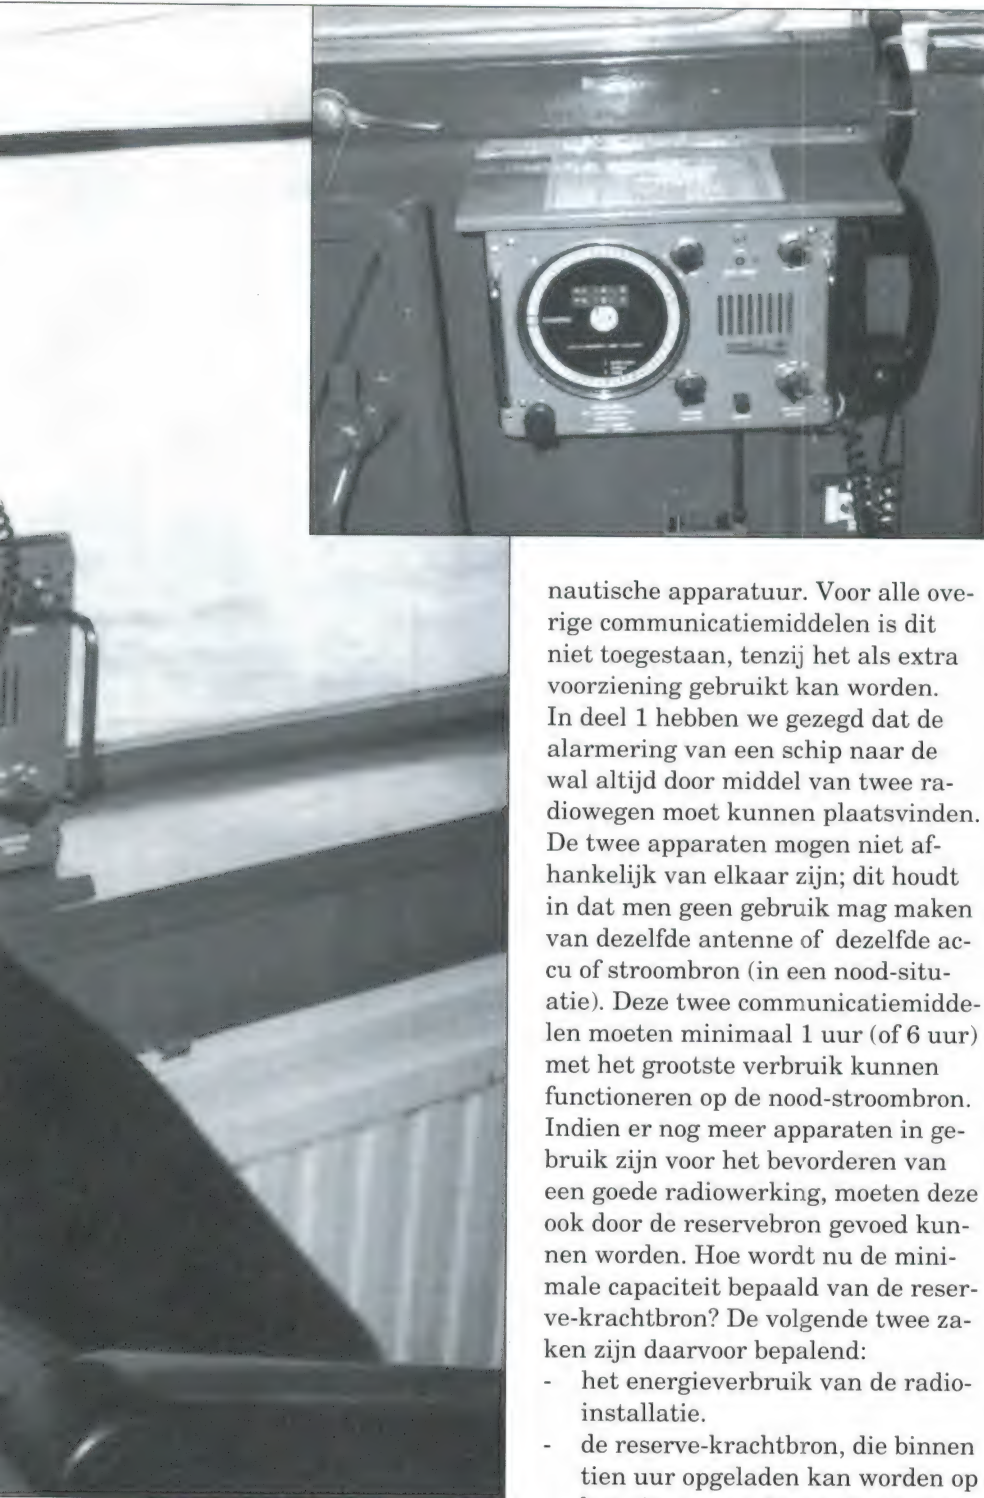 nautische apparatuur. Voor alle ove-
rige communicatiemiddelen is dit
niet toegestaan, tenzij het als extra
voorziening gebruikt kan worden.
In deel 1 hebben we gezegd dat de
alarmering van een schip naar de
wal altijd door middel van twee ra-
diowegen moet kunnen plaatsvinden.
De twee apparaten mogen niet af-
hankelijk van elkaar zijn; dit houdt
in dat men geen gebruik mag maken
van dezelfde antenne of dezelfde ac-
cu of stroombron (in een nood-situ-
atie). Deze twee communicatiemidde-
len moeten minimaal 1 uur (of 6 uur)
met het grootste verbruik kunnen
functioneren op de nood-stroombron.
Indien er nog meer apparaten in ge-
bruik zijn voor het bevorderen van
een goede radiowerking, moeten deze
ook door de reservebron gevoed kun-
nen worden. Hoe wordt nu de mini-
male capaciteit bepaald van de reser-
ve-krachtbron? De volgende twee za-
ken zijn daarvoor bepalend:
- het energieverbruik van de radio-
installatie.
- de reserve-krachtbron, die binnen
tien uur opgeladen kan worden op